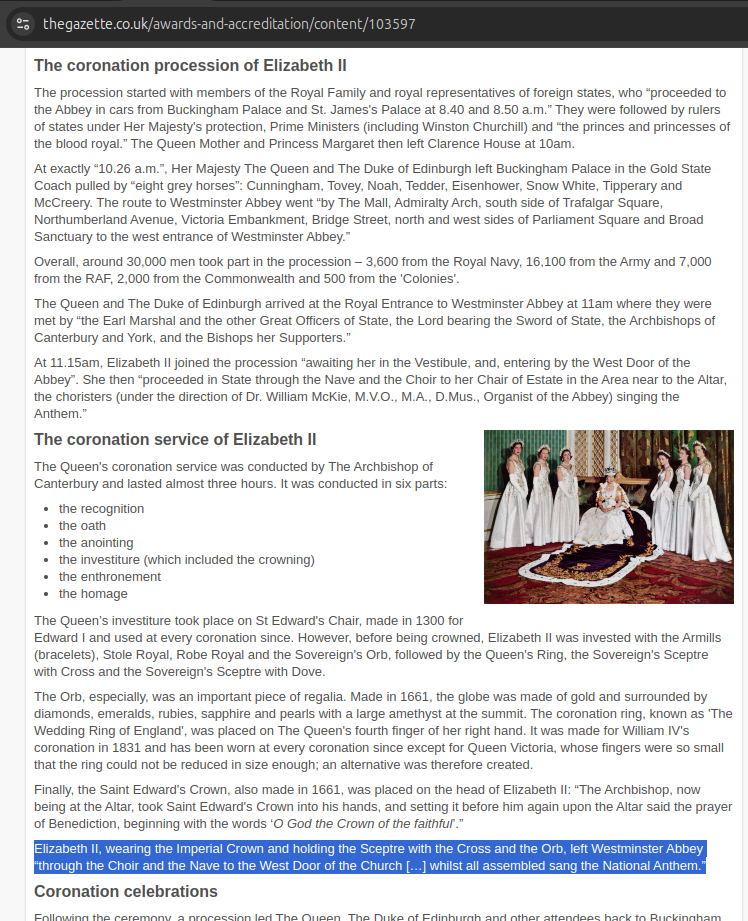 thegazette.co.uk/awards-and-accreditation/content/103597
The coronation procession of Elizabeth II
The procession started with members of the Royal Family and royal representatives of foreign states, who “proceeded to
the Abbey in cars from Buckingham Palace and St. James's Palace at 8.40 and 8.50 a.m.” They were followed by rulers
of states under Her Majesty's protection, Prime Ministers (including Winston Churchill) and “the princes and princesses of
the blood royal.” The Queen Mother and Princess Margaret then left Clarence House at 10am.
At exactly “10.26 a.m.”, Her Majesty The Queen and The Duke of Edinburgh left Buckingham Palace in the Gold State
Coach pulled by “eight grey horses”: Cunningham, Tovey, Noah, Tedder, Eisenhower, Snow White, Tipperary and
McCreery. The route to Westminster Abbey went “by The Mall, Admiralty Arch, south side of Trafalgar Square,
Northumberland Avenue, Victoria Embankment, Bridge Street, north and west sides of Parliament Square and Broad
Sanctuary to the west entrance of Westminster Abbey.”
Overall, around 30,000 men took part in the procession – 3,600 from the Royal Navy, 16,100 from the Army and 7,000
from the RAF, 2,000 from the Commonwealth and 500 from the 'Colonies'.
The Queen and The Duke of Edinburgh arrived at the Royal Entrance to Westminster Abbey at 11am where they were
met by “the Earl Marshal and the other Great Officers of State, the Lord bearing the Sword of State, the Archbishops of
Canterbury and York, and the Bishops her Supporters.”
At 11.15am, Elizabeth II joined the procession “awaiting her in the Vestibule, and, entering by the West Door of the
Abbey”. She then “proceeded in State through the Nave and the Choir to her Chair of Estate in the Area near to the Altar,
the choristers (under the direction of Dr. William McKie, M.V.O., M.A., D.Mus., Organist of the Abbey) singing the
Anthem.”
The coronation service of Elizabeth II
The Queen's coronation service was conducted by The Archbishop of
Canterbury and lasted almost three hours. It was conducted in six parts:
• the recognition
• the oath
• the anointing
• the investiture (which included the crowning)
• the enthronement
• the homage
The Queen's investiture took place on St Edward's Chair, made in 1300 for
Edward I and used at every coronation since. However, before being crowned, Elizabeth II was invested with the Armills
(bracelets), Stole Royal, Robe Royal and the Sovereign's Orb, followed by the Queen's Ring, the Sovereign's Sceptre
with Cross and the Sovereign's Sceptre with Dove.
The Orb, especially, was an important piece of regalia. Made in 1661, the globe was made of gold and surrounded by
diamonds, emeralds, rubies, sapphire and pearls with a large amethyst at the summit. The coronation ring, known as 'The
Wedding Ring of England', was placed on The Queen's fourth finger of her right hand. It was made for William IV's
coronation in 1831 and has been worn at every coronation since except for Queen Victoria, whose fingers were so small
that the ring could not be reduced in size enough; an alternative was therefore created.
Finally, the Saint Edward's Crown, also made in 1661, was placed on the head of Elizabeth II: “The Archbishop, now
being at the Altar, took Saint Edward's Crown into his hands, and setting it before him again upon the Altar said the prayer
of Benediction, beginning with the words ‘O God the Crown of the faithful’.”
Elizabeth II, wearing the Imperial Crown and holding the Sceptre with the Cross and the Orb, left Westminster Abbey
“through the Choir and the Nave to the West Door of the Church […] whilst all assembled sang the National Anthem.”
Coronation celebrations
Following the ceremony, a procession led The Queen, The Duke of Edinburgh and other attendees back to Buckingham